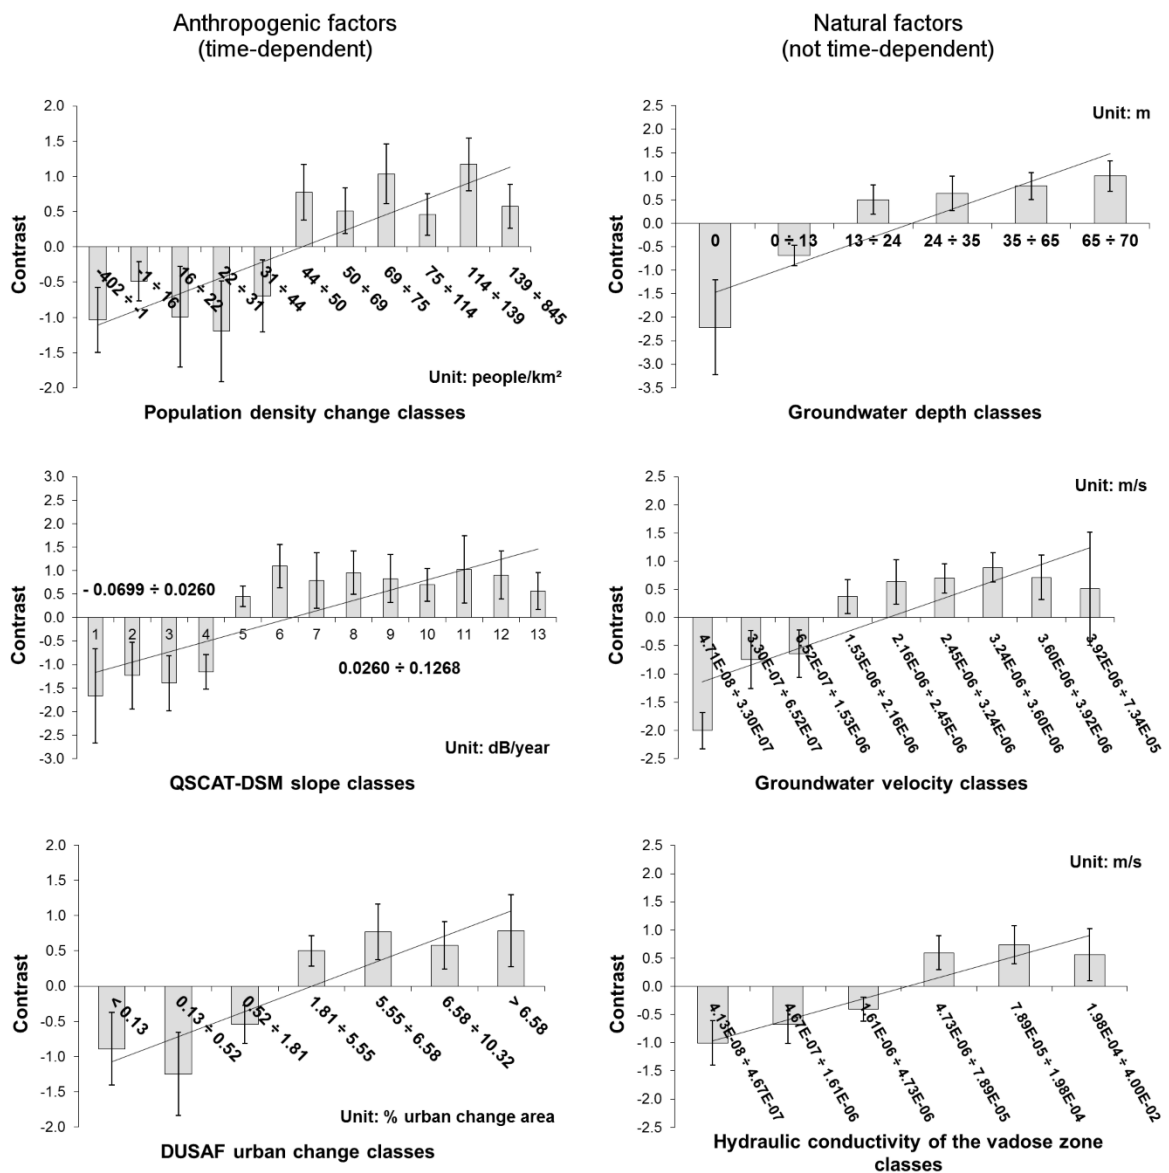 Anthropogenic factors
(time-dependent)
Natural factors
(not time-dependent)
2.0
1.5
1.0
0.5
0.0
-0.5
-1.0
-1.5
-2.0
Contrast
-402 ÷ -1
-1 ÷ 16
16 ÷ 22
22 ÷ 31
31 ÷ 44
44 ÷ 50
50 ÷ 69
69 ÷ 75
75 ÷ 114
114 ÷ 139
139 ÷ 845
Unit: people/km²
Population density change classes
2.5
2.0
1.5
1.0
0.5
0.0
-0.5
-1.0
-1.5
-2.0
-2.5
-3.0
-3.5
Contrast
Unit: m
0
0 ÷ 13
13 ÷ 24
24 ÷ 35
35 ÷ 65
65 ÷ 70
Groundwater depth classes
3.0
2.5
2.0
1.5
1.0
0.5
0.0
-0.5
-1.0
-1.5
-2.0
-2.5
-3.0
Contrast
- 0.0699 ÷ 0.0260
1
2
3
4
5
6
7
8
9
10
11
12
13
0.0260 ÷ 0.1268
Unit: dB/year
QSCAT-DSM slope classes
2.5
2.0
1.5
1.0
0.5
0.0
-0.5
-1.0
-1.5
-2.0
-2.5
Contrast
Unit: m/s
4.71E-08 ÷ 3.30E-07
3.30E-07 ÷ 6.52E-07
6.52E-07 ÷ 1.53E-06
1.53E-06 ÷ 2.16E-06
2.16E-06 ÷ 2.45E-06
2.45E-06 ÷ 3.24E-06
3.24E-06 ÷ 3.60E-06
3.60E-06 ÷ 3.92E-06
3.92E-06 ÷ 7.34E-05
Groundwater velocity classes
2.0
1.5
1.0
0.5
0.0
-0.5
-1.0
-1.5
-2.0
Contrast
< 0.13
0.13 ÷ 0.52
0.52 ÷ 1.81
1.81 ÷ 5.55
5.55 ÷ 6.58
6.58 ÷ 10.32
> 6.58
Unit: % urban change area
DUSAF urban change classes
2.5
2.0
1.5
1.0
0.5
0.0
-0.5
-1.0
-1.5
-2.0
-2.5
Contrast
Unit: m/s
4.13E-08 ÷ 4.67E-07
4.67E-07 ÷ 1.61E-06
1.61E-06 ÷ 4.73E-06
4.73E-06 ÷ 7.89E-05
7.89E-05 ÷ 1.98E-04
1.98E-04 ÷ 4.00E-02
Hydraulic conductivity of the vadose zone
classes